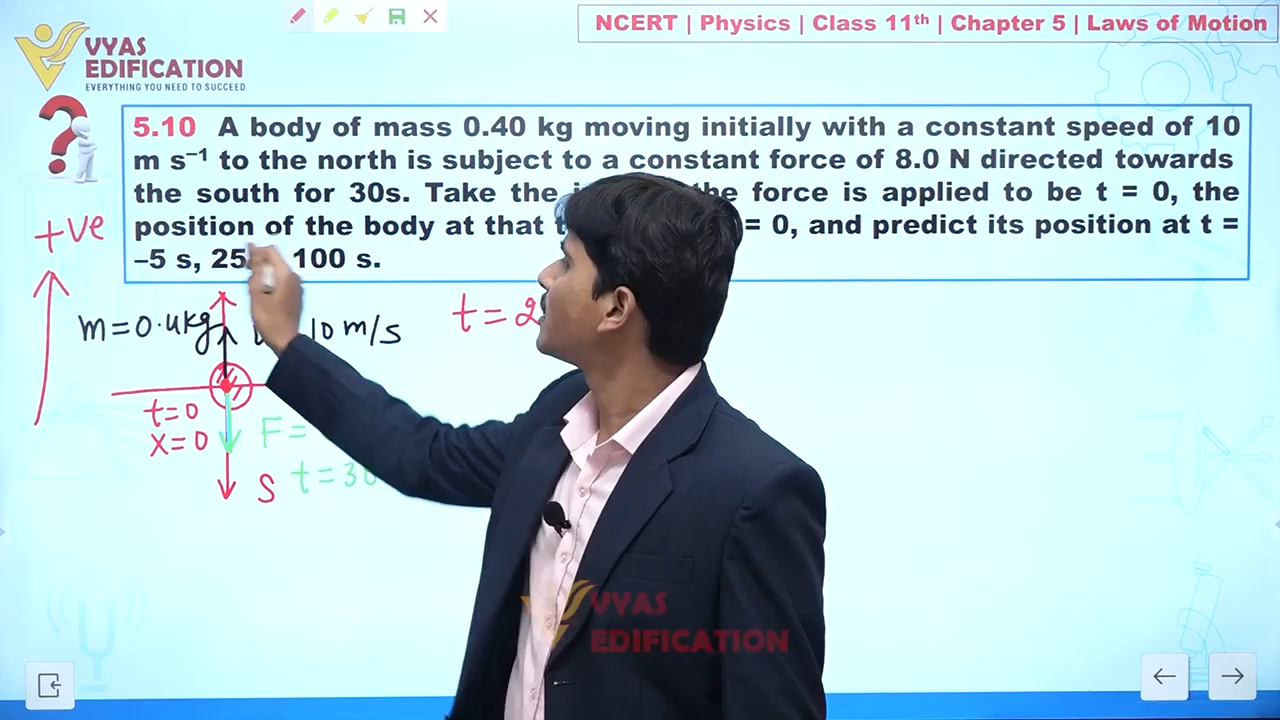 NCERT | Physics | Class 11th | Chapter 5 | Laws of Motion
VYAS
EDIFICATION
EVERYTHING YOU NEED TO SUCCEED
5.10 A body of mass 0.40 kg moving initially with a constant speed of 10
m s⁻¹ to the north is subject to a constant force of 8.0 N directed towards
the south for 30s. Take the the force is applied to be t = 0, the
position of the body at that = 0, and predict its position at t =
–5 s, 25 100 s.
+ve
m=0.4kg 10 m/s
t=2
t=0
x=0
F=
S t=30
VYAS
EDIFICATION